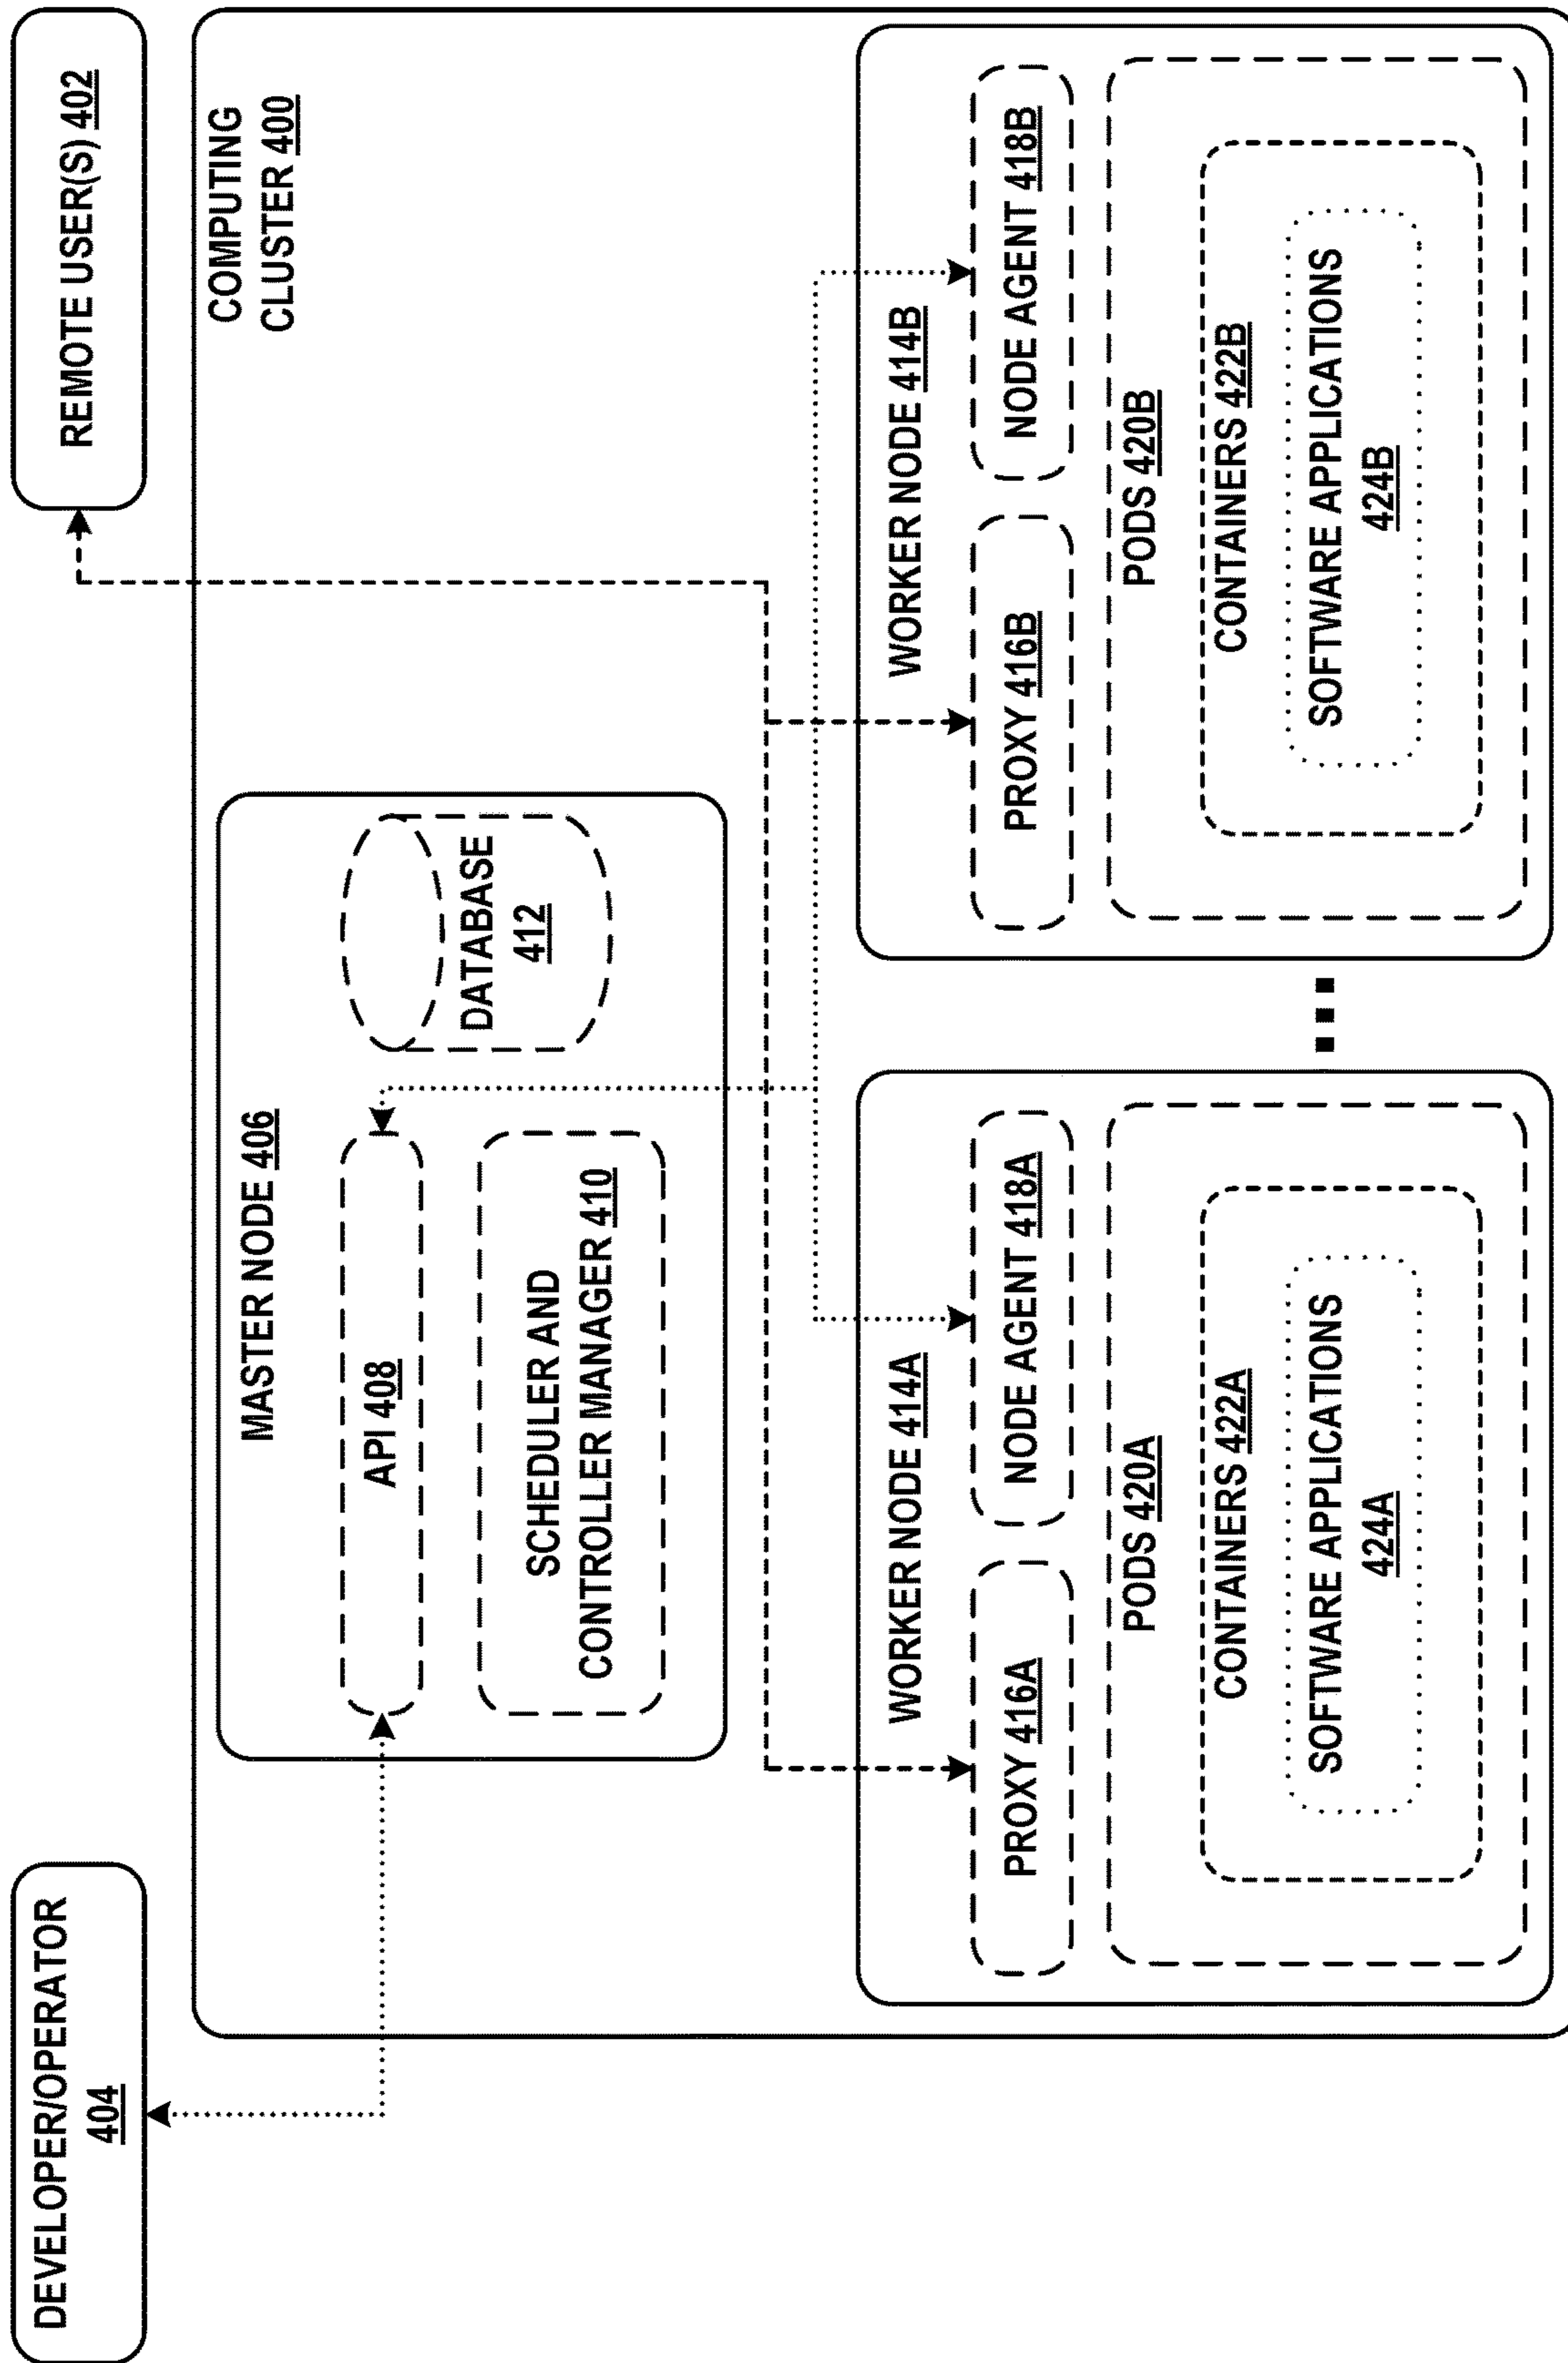 DEVELOPER/OPERATOR
404
REMOTE USER(S) 402
COMPUTING
CLUSTER 400
MASTER NODE 406
API 408
SCHEDULER AND
CONTROLLER MANAGER 410
DATABASE
412
WORKER NODE 414A
PROXY 416A
NODE AGENT 418A
PODS 420A
CONTAINERS 422A
SOFTWARE APPLICATIONS
424A
WORKER NODE 414B
PROXY 416B
NODE AGENT 418B
PODS 420B
CONTAINERS 422B
SOFTWARE APPLICATIONS
424B